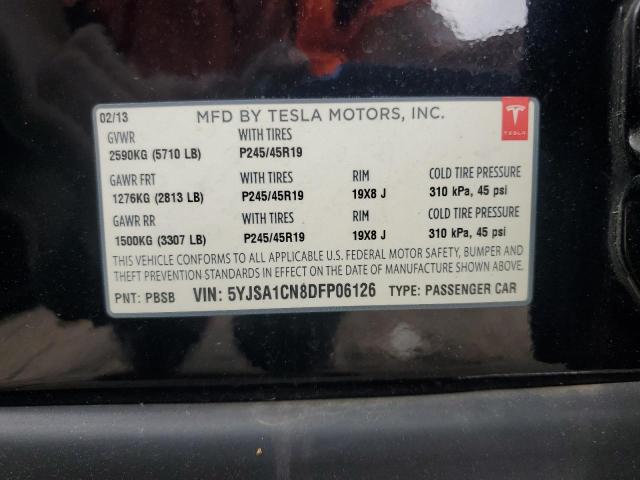 02/13 MFD BY TESLA MOTORS, INC.
TESLA
GVWR WITH TIRES
2590KG (5710 LB) P245/45R19
GAWR FRT WITH TIRES RIM COLD TIRE PRESSURE
1276KG (2813 LB) P245/45R19 19X8 J 310 kPa, 45 psi
GAWR RR WITH TIRES RIM COLD TIRE PRESSURE
1500KG (3307 LB) P245/45R19 19X8 J 310 kPa, 45 psi
THIS VEHICLE CONFORMS TO ALL APPLICABLE U.S. FEDERAL MOTOR SAFETY, BUMPER AND
THEFT PREVENTION STANDARDS IN EFFECT ON THE DATE OF MANUFACTURE SHOWN ABOVE.
PNT: PBSB VIN: 5YJSA1CN8DFP06126 TYPE: PASSENGER CAR